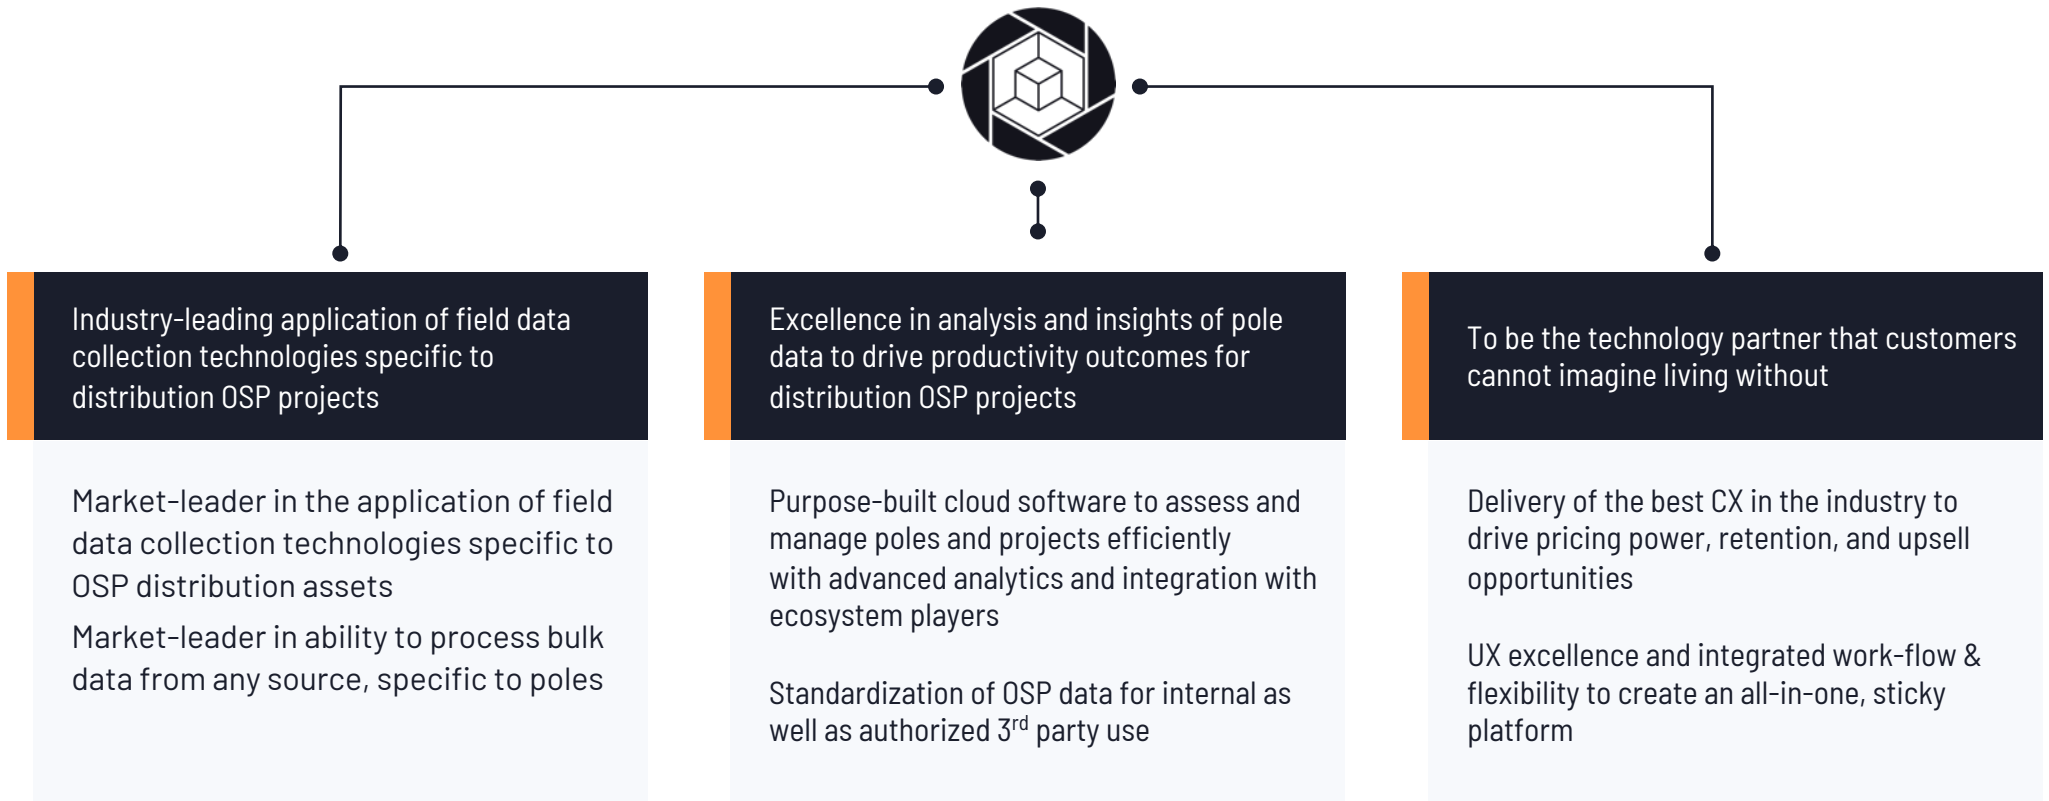 Industry-leading application of field data
collection technologies specific to
distribution OSP projects
Market-leader in the application of field
data collection technologies specific to
OSP distribution assets
Market-leader in ability to process bulk
data from any source, specific to poles
Excellence in analysis and insights of pole
data to drive productivity outcomes for
distribution OSP projects
Purpose-built cloud software to assess and
manage poles and projects efficiently
with advanced analytics and integration with
ecosystem players
Standardization of OSP data for internal as
well as authorized 3rd party use
To be the technology partner that customers
cannot imagine living without
Delivery of the best CX in the industry to
drive pricing power, retention, and upsell
opportunities
UX excellence and integrated work-flow &
flexibility to create an all-in-one, sticky
platform